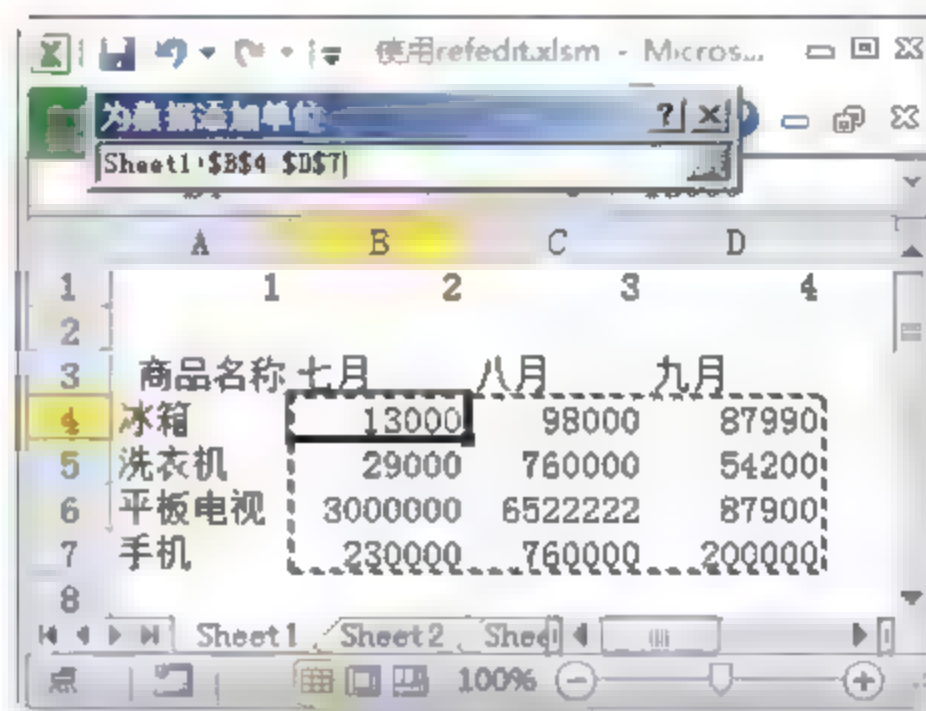 使用refedit.xlsm - Micros...
为数据添加单位 ? ×
Sheet1!$B$4:$D$7
A B C D
1 1 2 3 4
2
3 商品名称 七月 八月 九月
4 冰箱 13000 98000 87990
5 洗衣机 29000 760000 54200
6 平板电视 3000000 6522222 87900
7 手机 230000 760000 200000
8
Sheet1 Sheet2 Shee
100%